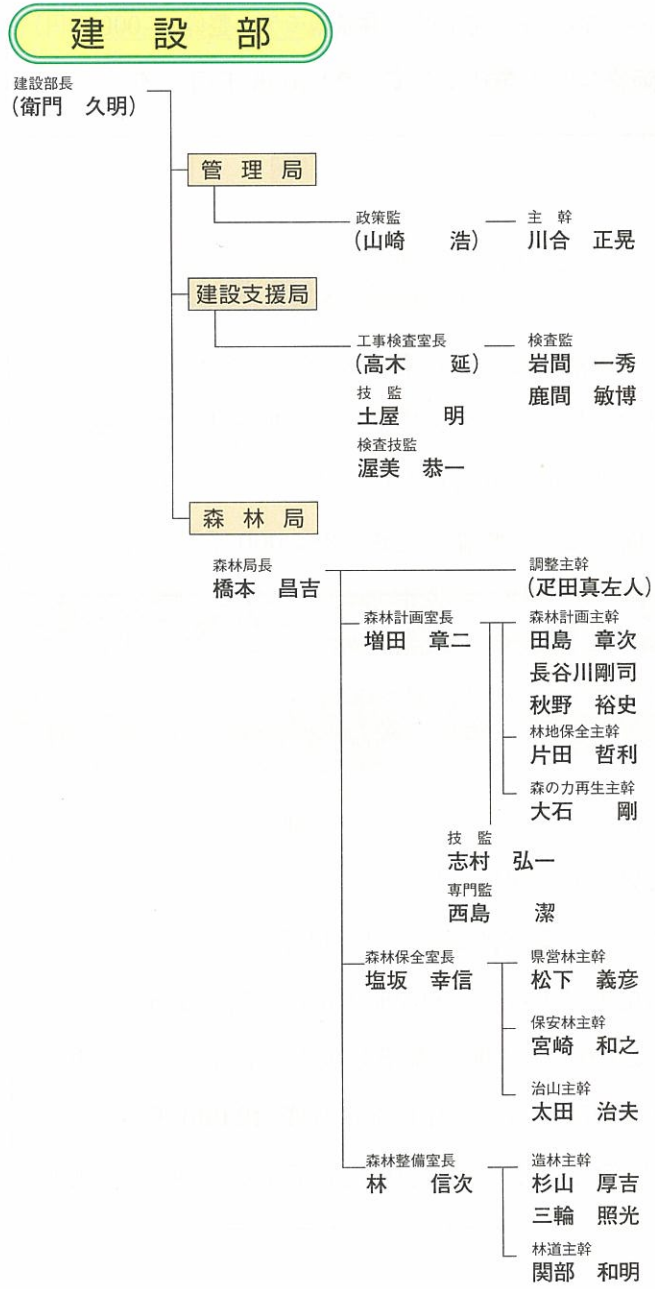 建設部
建設部長
(衛門 久明)
管理局
政策監
(山崎 浩)
主幹
川合 正晃
建設支援局
工事検査室長
(高木 延)
検査監
岩間 一秀
鹿間 敏博
技監
土屋 明
検査技監
渥美 恭一
森林局
森林局長
橋本 昌吉
調整主幹
(疋田真左人)
森林計画室長
増田 章二
森林計画主幹
田島 章次
長谷川剛司
秋野 裕史
林地保全主幹
片田 哲利
森の力再生主幹
大石 剛
技監
志村 弘一
専門監
西島 潔
森林保全室長
塩坂 幸信
県営林主幹
松下 義彦
保安林主幹
宮崎 和之
治山主幹
太田 治夫
森林整備室長
林 信次
造林主幹
杉山 厚吉
三輪 照光
林道主幹
関部 和明